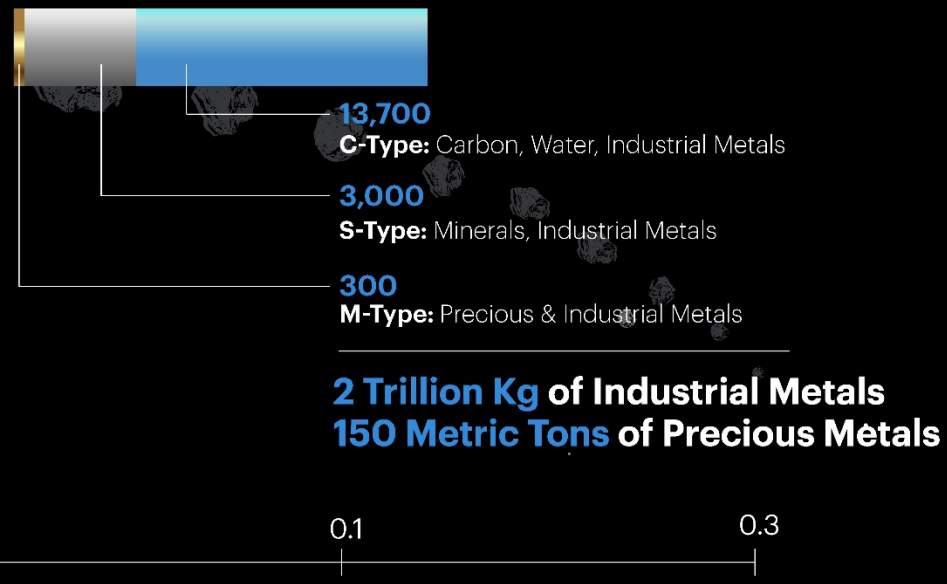 13,700
C-Type: Carbon, Water, Industrial Metals
3,000
S-Type: Minerals, Industrial Metals
300
M-Type: Precious & Industrial Metals
2 Trillion Kg of Industrial Metals
150 Metric Tons of Precious Metals
0.1
0.3